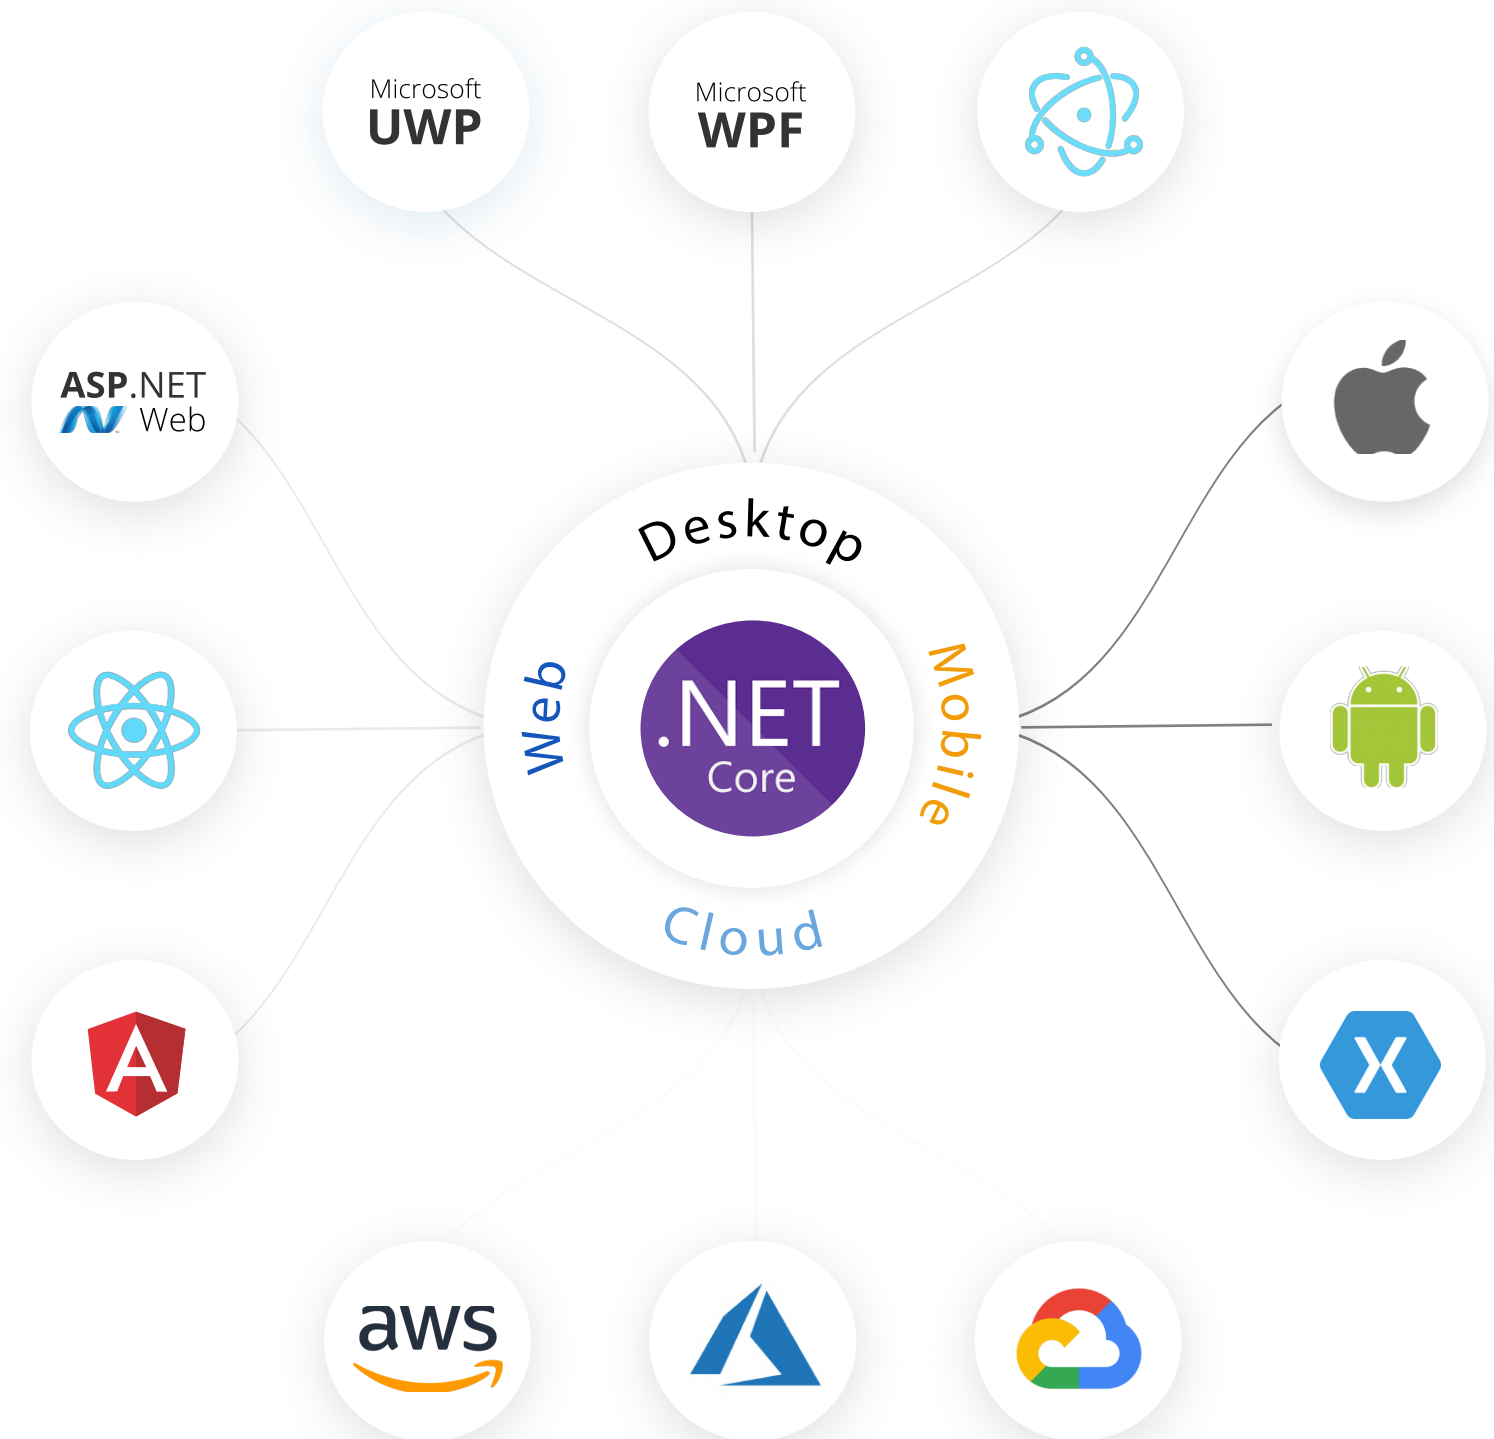 Microsoft
UWP
Microsoft
WPF
ASP.NET
Web
Desktop
Web
Mobile
.NET
Core
Cloud
A
X
aws